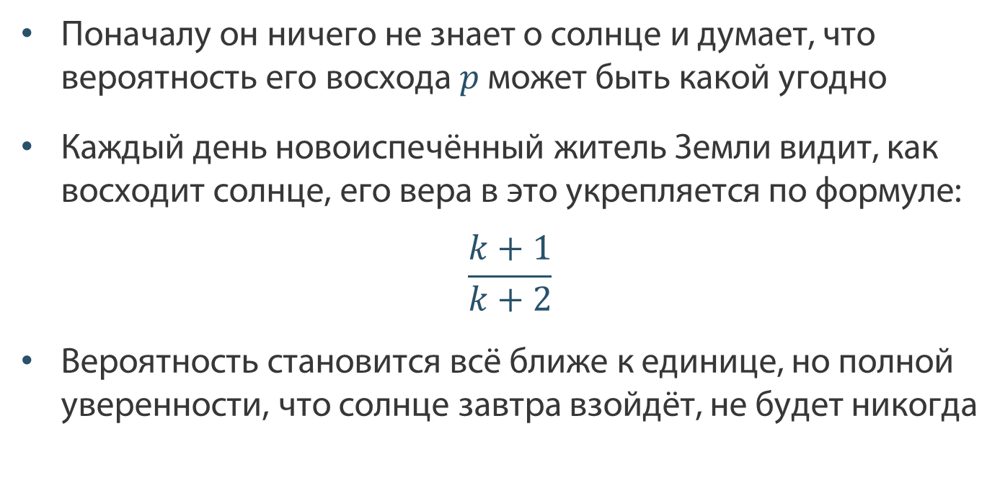 • Поначалу он ничего не знает о солнце и думает, что
вероятность его восхода p может быть какой угодно
• Каждый день новоиспечённый житель Земли видит, как
восходит солнце, его вера в это укрепляется по формуле:
k + 1
k + 2
• Вероятность становится всё ближе к единице, но полной
уверенности, что солнце завтра взойдёт, не будет никогда